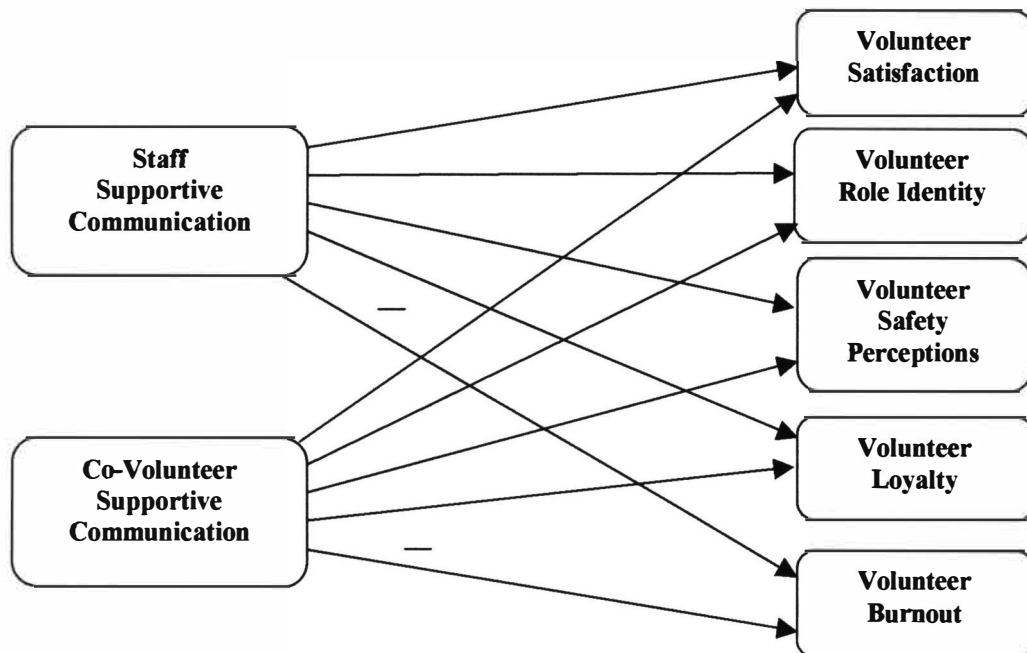 Volunteer
Satisfaction
Staff
Supportive
Communication
Volunteer
Role Identity
Volunteer
Safety
Perceptions
—
Co-Volunteer
Supportive
Communication
Volunteer
Loyalty
—
Volunteer
Burnout